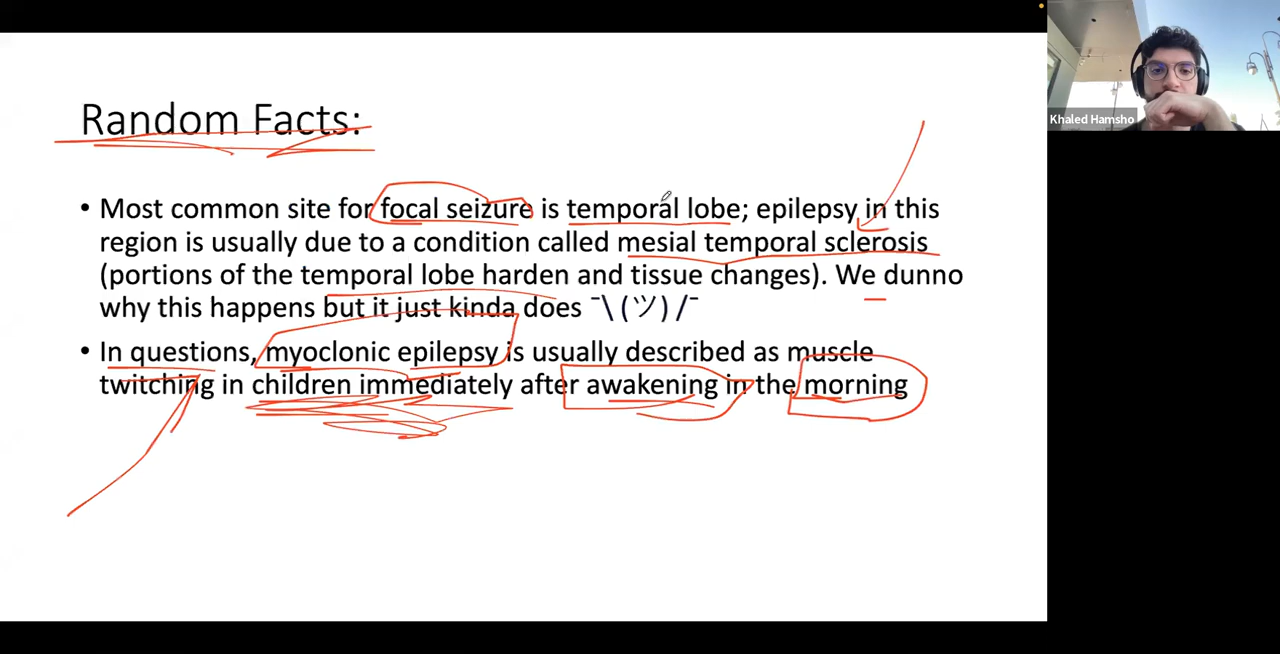 Random Facts:
• Most common site for focal seizure is temporal lobe; epilepsy in this
region is usually due to a condition called mesial temporal sclerosis
(portions of the temporal lobe harden and tissue changes). We dunno
why this happens but it just kinda does ¯\(ツ)/¯
• In questions, myoclonic epilepsy is usually described as muscle
twitching in children immediately after awakening in the morning
Khaled Hamsho